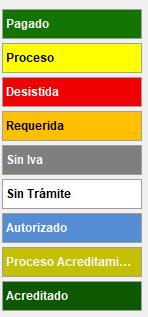 Pagado
Proceso
Desistida
Requerida
Sin Iva
Sin Trámite
Autorizado
Proceso Acreditami...
Acreditado